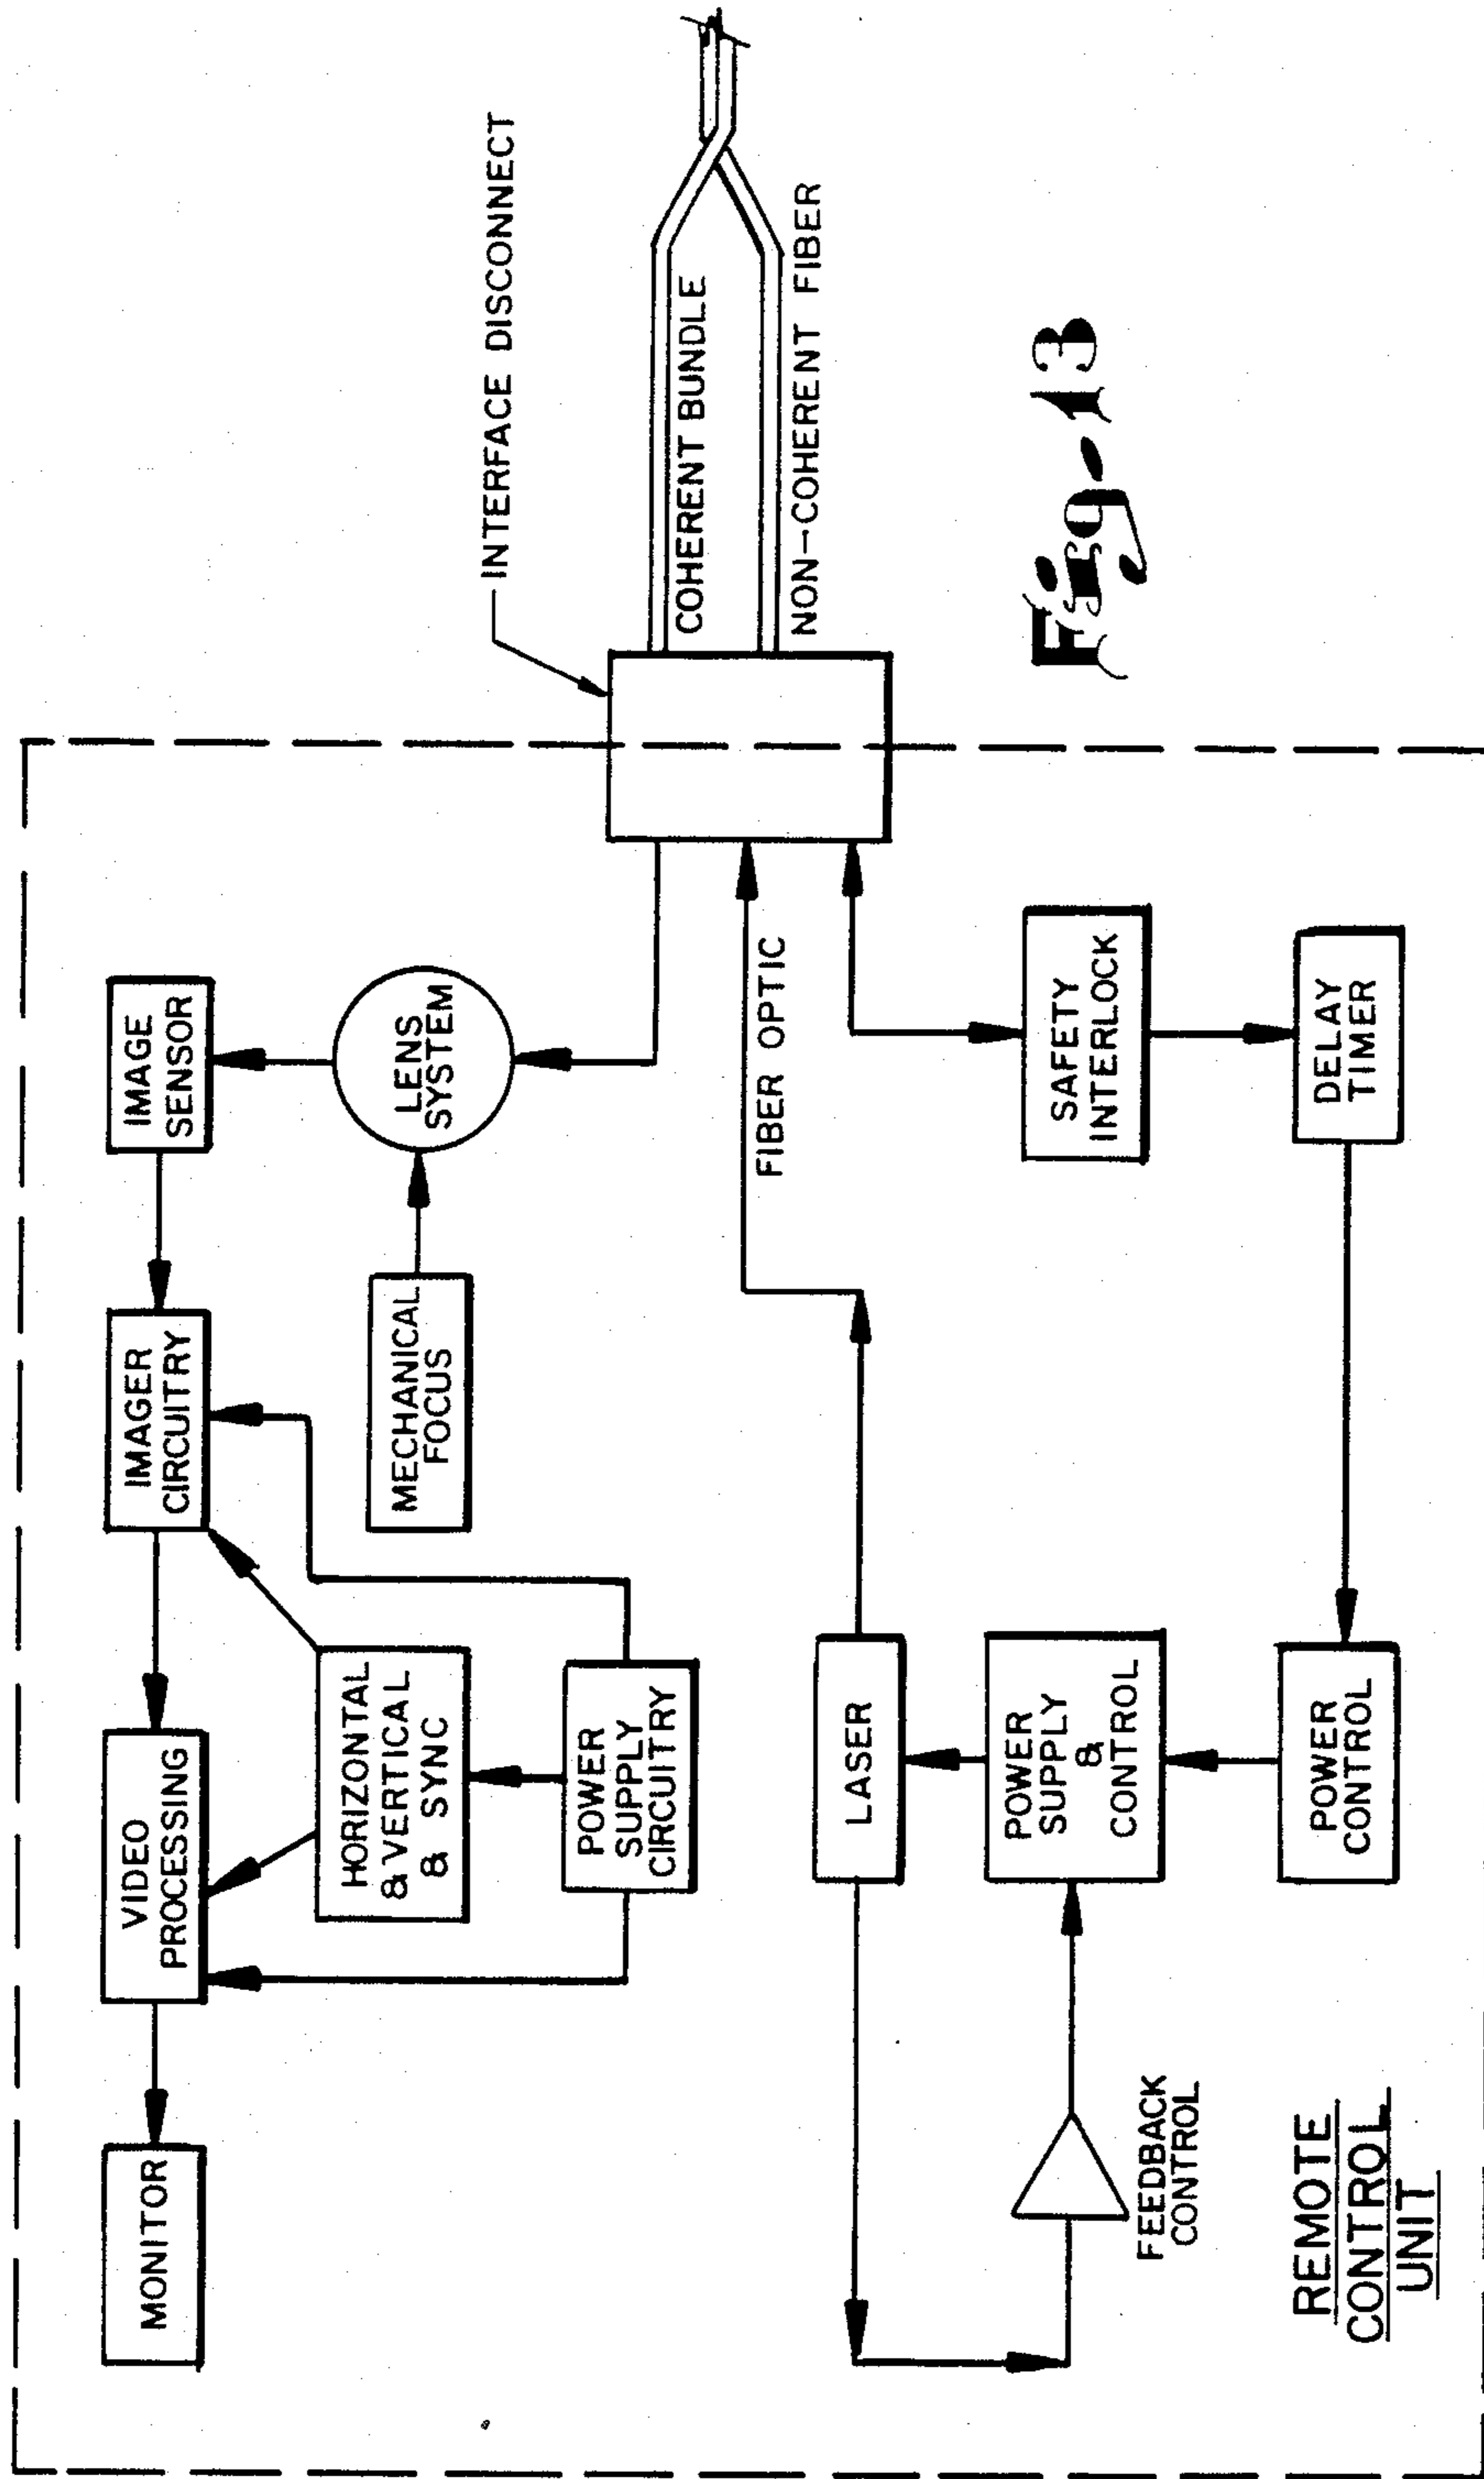 MONITOR
VIDEO
PROCESSING
IMAGER
CIRCUITRY
IMAGE
SENSOR
HORIZONTAL
& VERTICAL
& SYNC
MECHANICAL
FOCUS
LENS
SYSTEM
POWER
SUPPLY
CIRCUITRY
INTERFACE DISCONNECT
COHERENT BUNDLE
NON-COHERENT FIBER
FIBER OPTIC
LASER
POWER
SUPPLY
&
CONTROL
FEEDBACK
CONTROL
SAFETY
INTERLOCK
DELAY
TIMER
POWER
CONTROL
REMOTE
CONTROL
UNIT
Fig-13